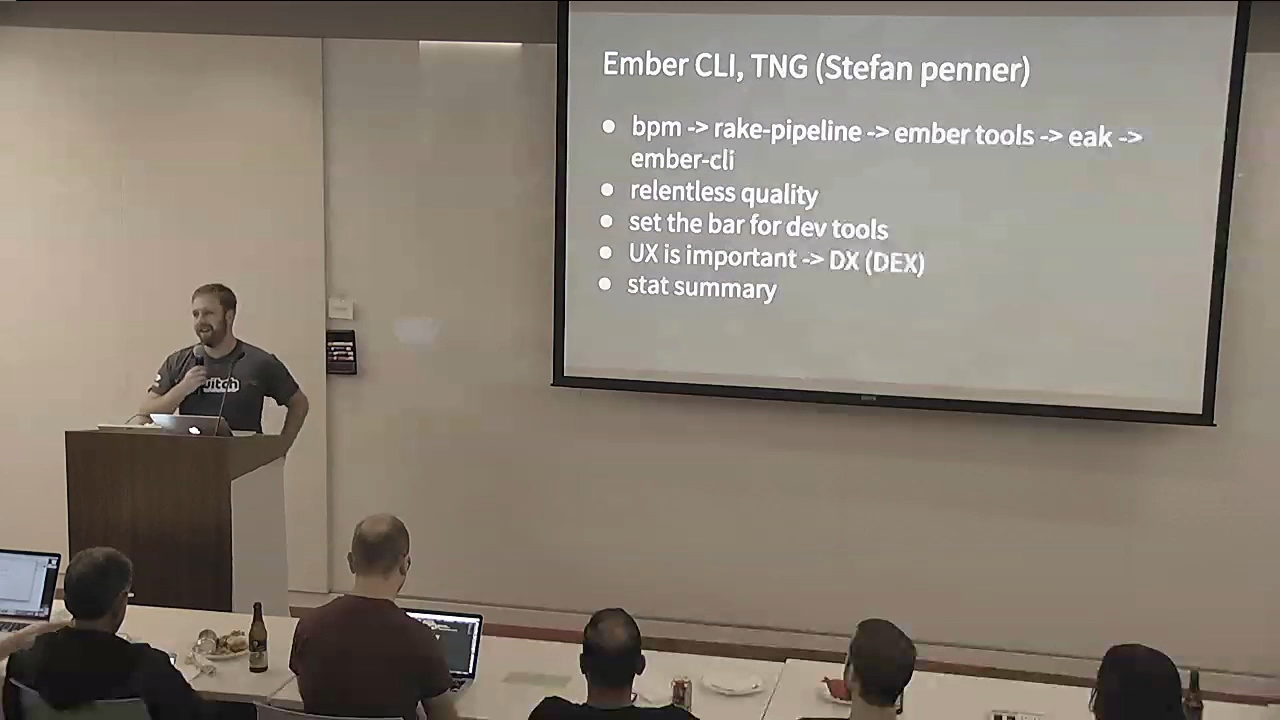 Ember CLI, TNG (Stefan penner)
bpm -> rake-pipeline -> ember tools -> eak ->
ember-cli
relentless quality
set the bar for dev tools
UX is important -> DX (DEX)
stat summary